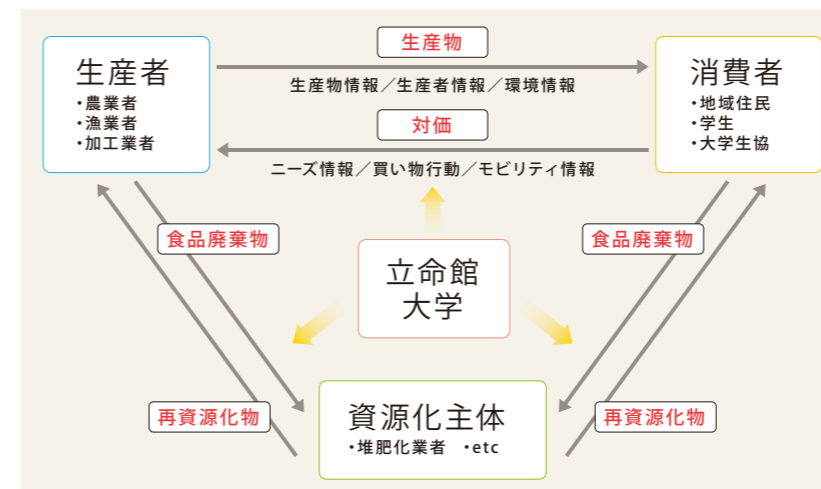 生産物
生産者
・農業者
・漁業者
・加工業者
生産物情報／生産者情報／環境情報
消費者
・地域住民
・学生
・大学生協
対価
ニーズ情報／買い物行動／モビリティ情報
食品廃棄物
食品廃棄物
立命館
大学
再資源化物
再資源化物
資源化主体
・堆肥化業者　・etc